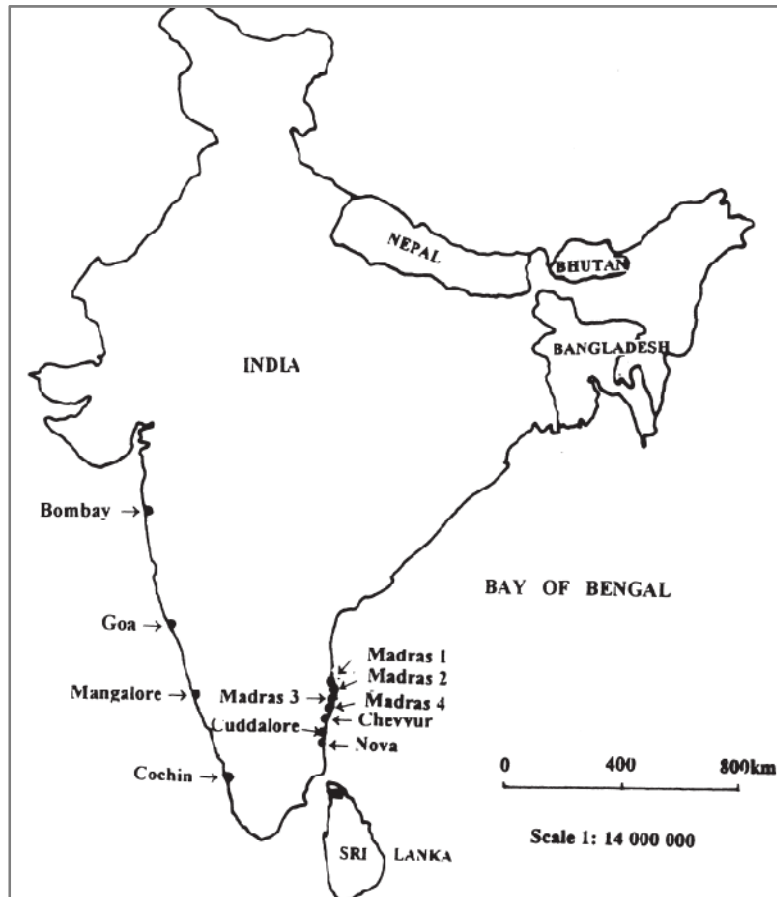 NEPAL
BHUTAN
BANGLADESH
INDIA
Bombay
BAY OF BENGAL
Goa
Madras 1
Madras 2
Mangalore
Madras 3
Madras 4
Chevvur
Cuddalore
Nova
Cochin
0 400 800km
Scale 1: 14 000 000
SRI LANKA